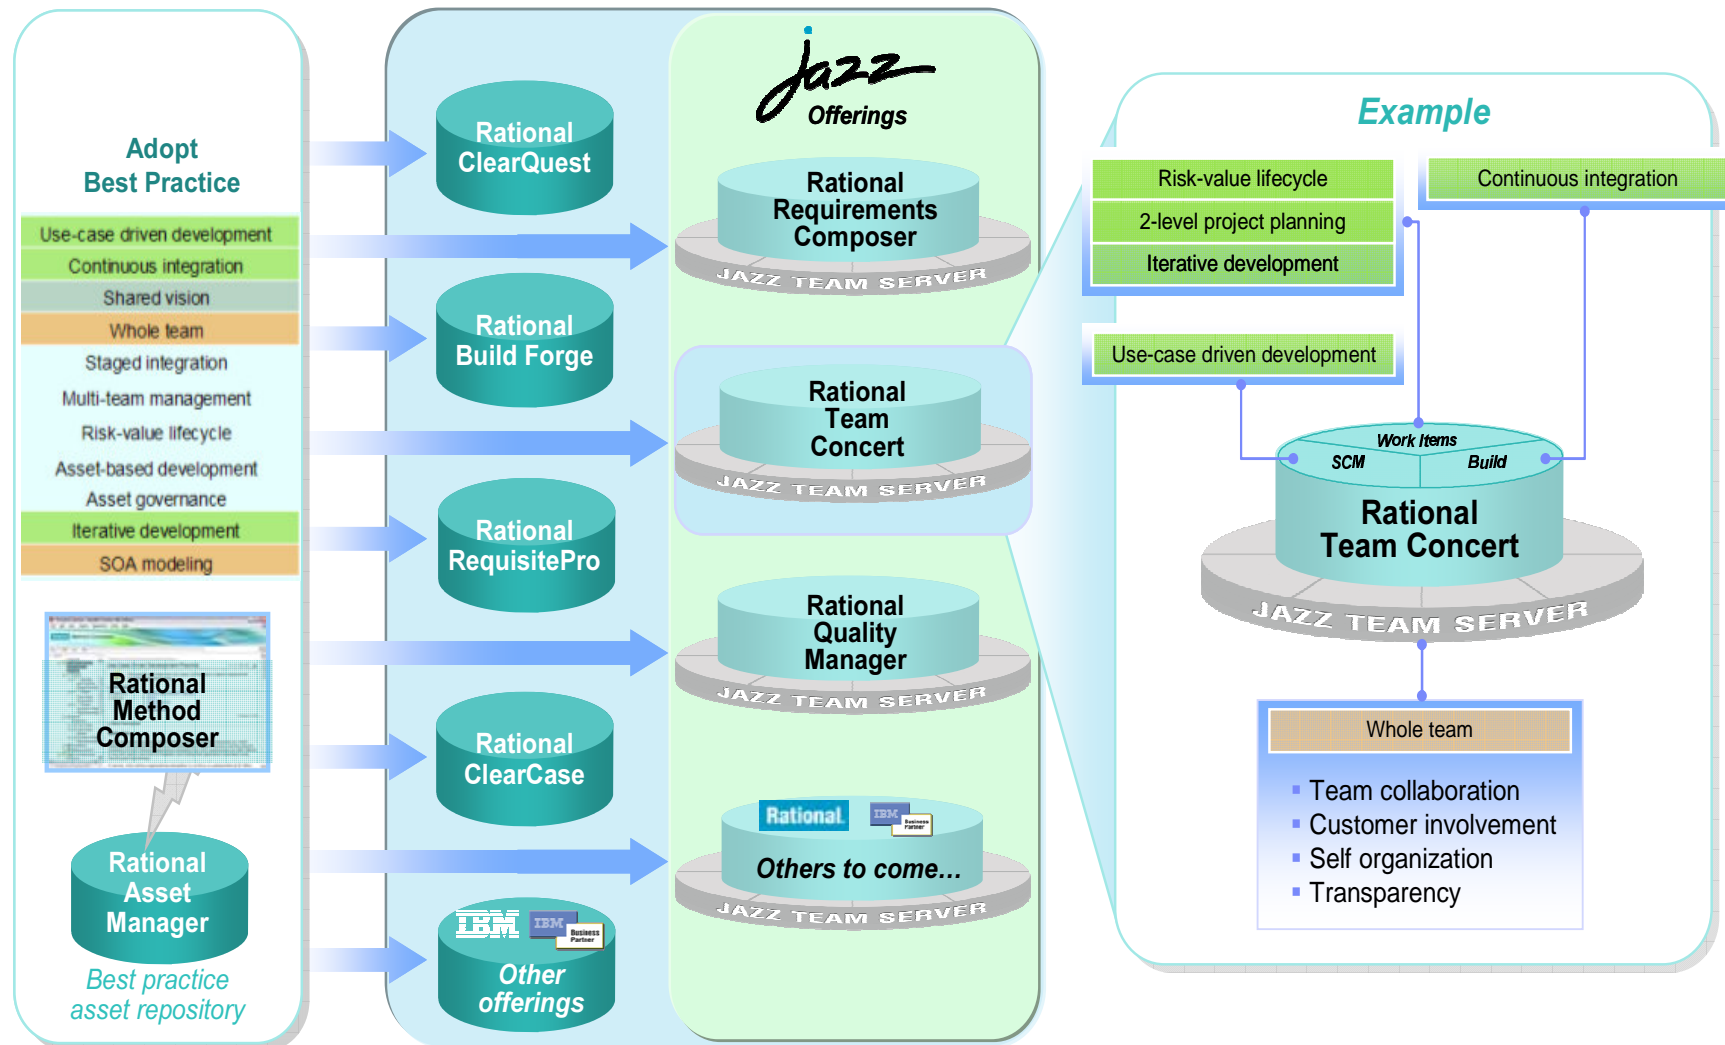 Adopt
Best Practice
Use-case driven development
Continuous integration
Shared vision
Whole team
Staged integration
Multi-team management
Risk-value lifecycle
Asset-based development
Asset governance
Iterative development
SOA modeling
Rational
Method
Composer
Rational
Asset
Manager
Best practice
asset repository
Rational
ClearQuest
Rational
Build Forge
Rational
RequisitePro
Rational
ClearCase
IBM
IBM
Business
Partner
Other
offerings
jazz
Offerings
Rational
Requirements
Composer
JAZZ TEAM SERVER
Rational
Team
Concert
JAZZ TEAM SERVER
Rational
Quality
Manager
JAZZ TEAM SERVER
Rational.
IBM
Business
Partner
Others to come…
JAZZ TEAM SERVER
Example
Risk-value lifecycle
2-level project planning
Iterative development
Continuous integration
Use-case driven development
Work Items
SCM
Build
Rational
Team Concert
JAZZ TEAM SERVER
Whole team
▪ Team collaboration
▪ Customer involvement
▪ Self organization
▪ Transparency